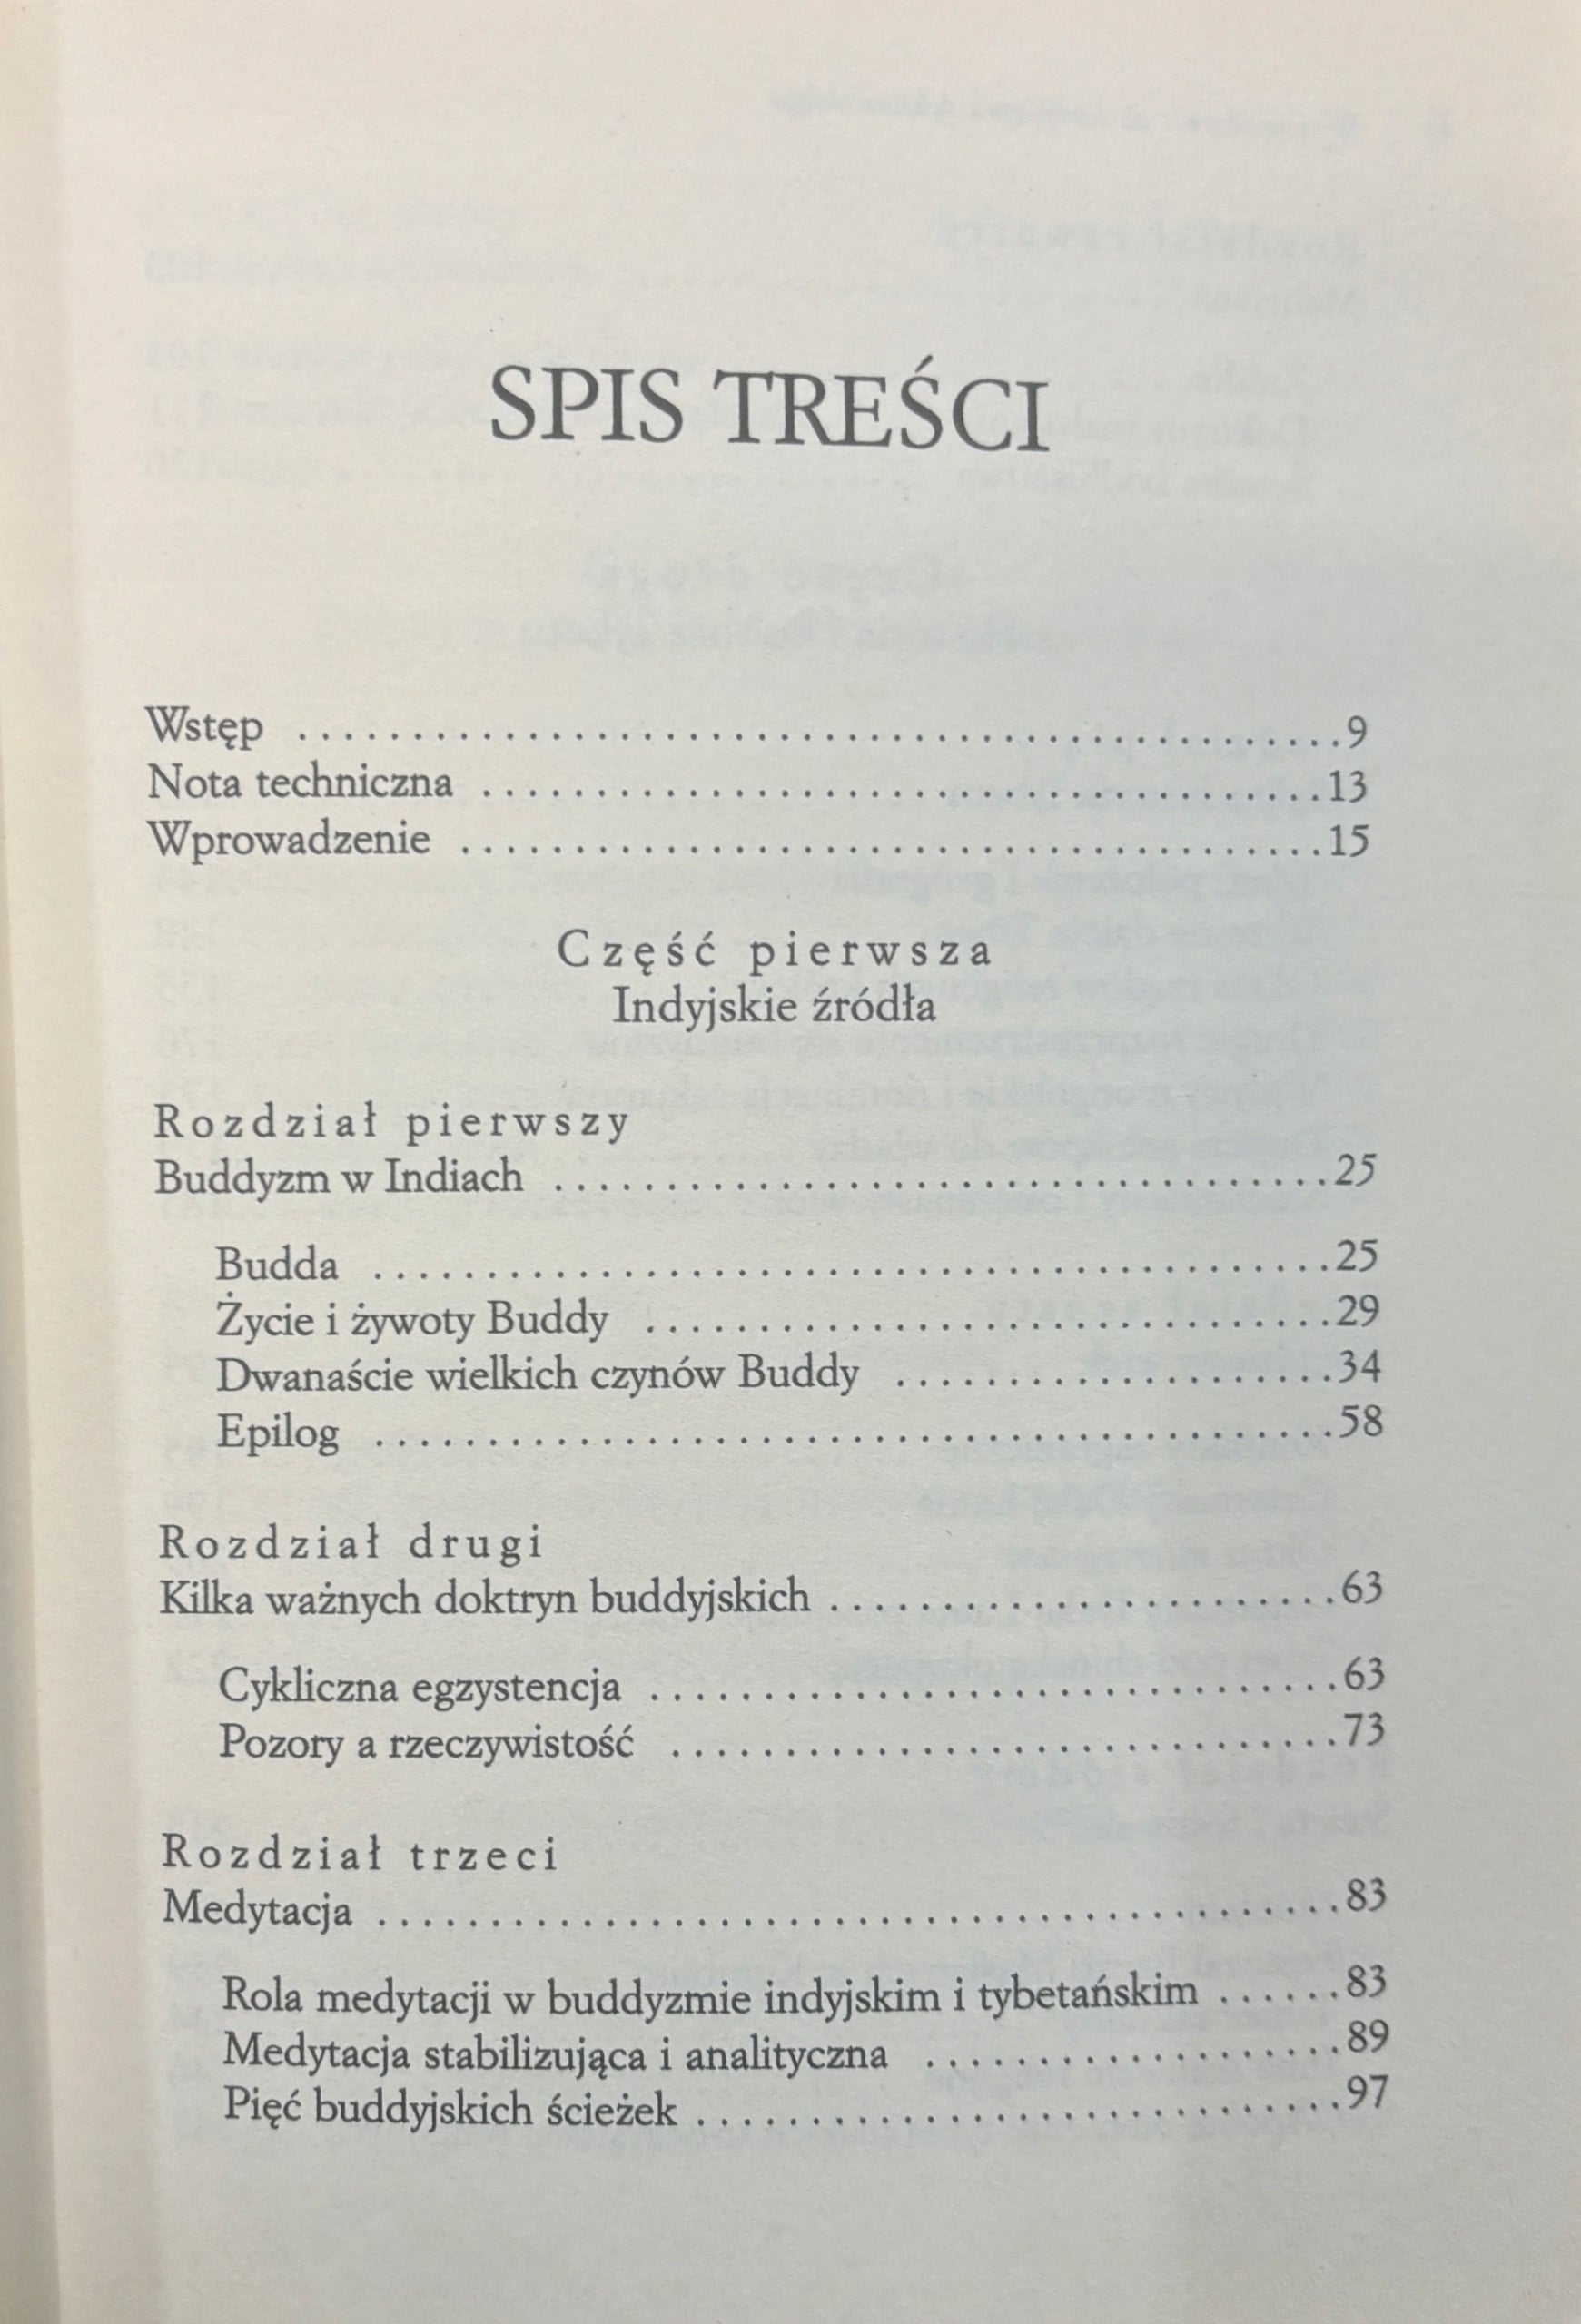 SPIS TREŚCI
Wstęp ........................................ 9
Nota techniczna ................................ 13
Wprowadzenie ................................. 15
Część pierwsza
Indyjskie źródła
Rozdział pierwszy
Buddyzm w Indiach .............................. 25
Budda ..................................... 25
Życie i żywoty Buddy ........................... 29
Dwanaście wielkich czynów Buddy ................. 34
Epilog ..................................... 58
Rozdział drugi
Kilka ważnych doktryn buddyjskich .................... 63
Cykliczna egzystencja ........................... 63
Pozory a rzeczywistość .......................... 73
Rozdział trzeci
Medytacja ..................................... 83
Rola medytacji w buddyzmie indyjskim i tybetańskim ...... 83
Medytacja stabilizująca i analityczna ................. 89
Pięć buddyjskich ścieżek ......................... 97